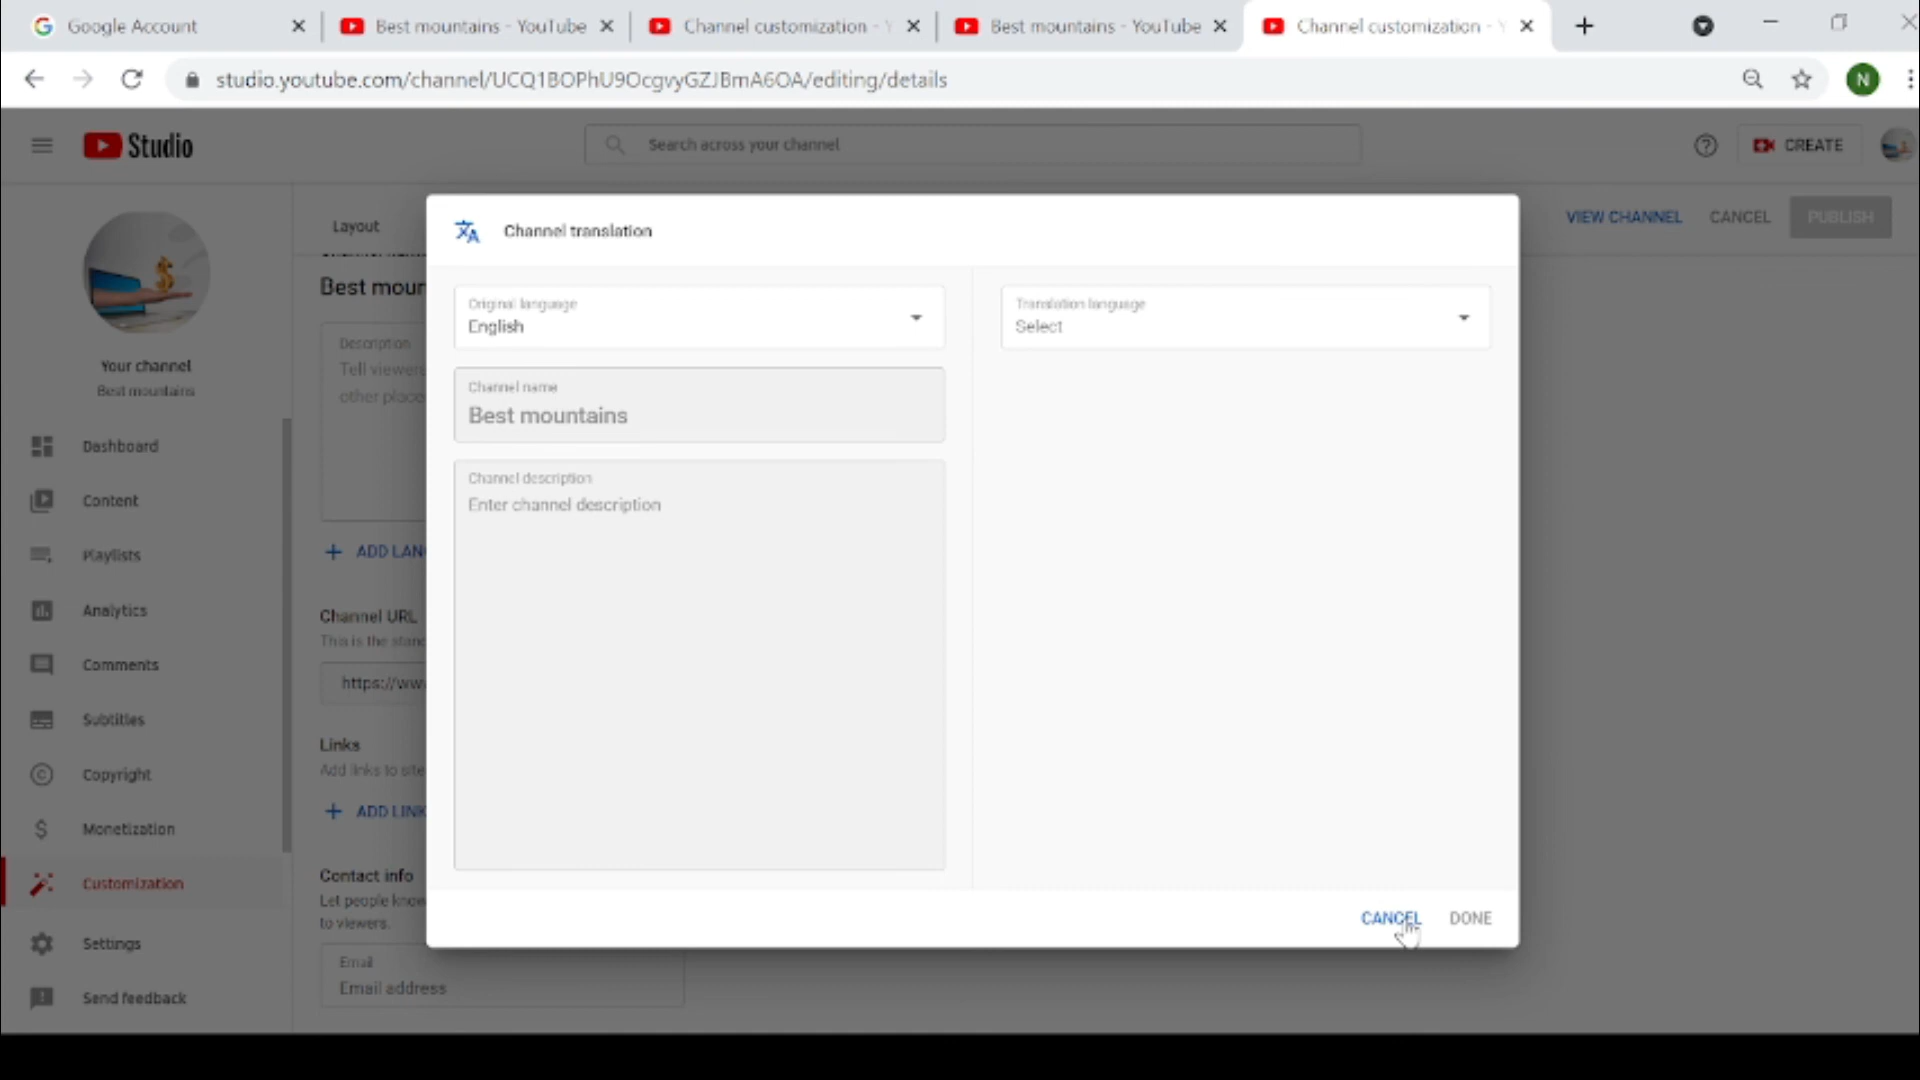 Google Account
Best mountains - YouTube
Channel customization - Y
Best mountains - YouTube
Channel customization - Y
studio.youtube.com/channel/UCQ1BOPhU9OcgvyGZJBmA6OA/editing/details
N
Studio
Search across your channel
CREATE
Layout
VIEW CHANNEL
CANCEL
PUBLISH
Your channel
Best mountains
Dashboard
Content
Playlists
Analytics
Comments
Subtitles
Copyright
Monetization
Customization
Settings
Send feedback
Best moun
Description
Tell viewers
other place
ADD LAN
Channel URL
This is the stand
https://ww
Links
Add links to site
ADD LINK
Contact info
Let people know
to viewers.
Email
Email address
Channel translation
Original language
English
Channel name
Best mountains
Channel description
Enter channel description
Translation language
Select
CANCEL
DONE